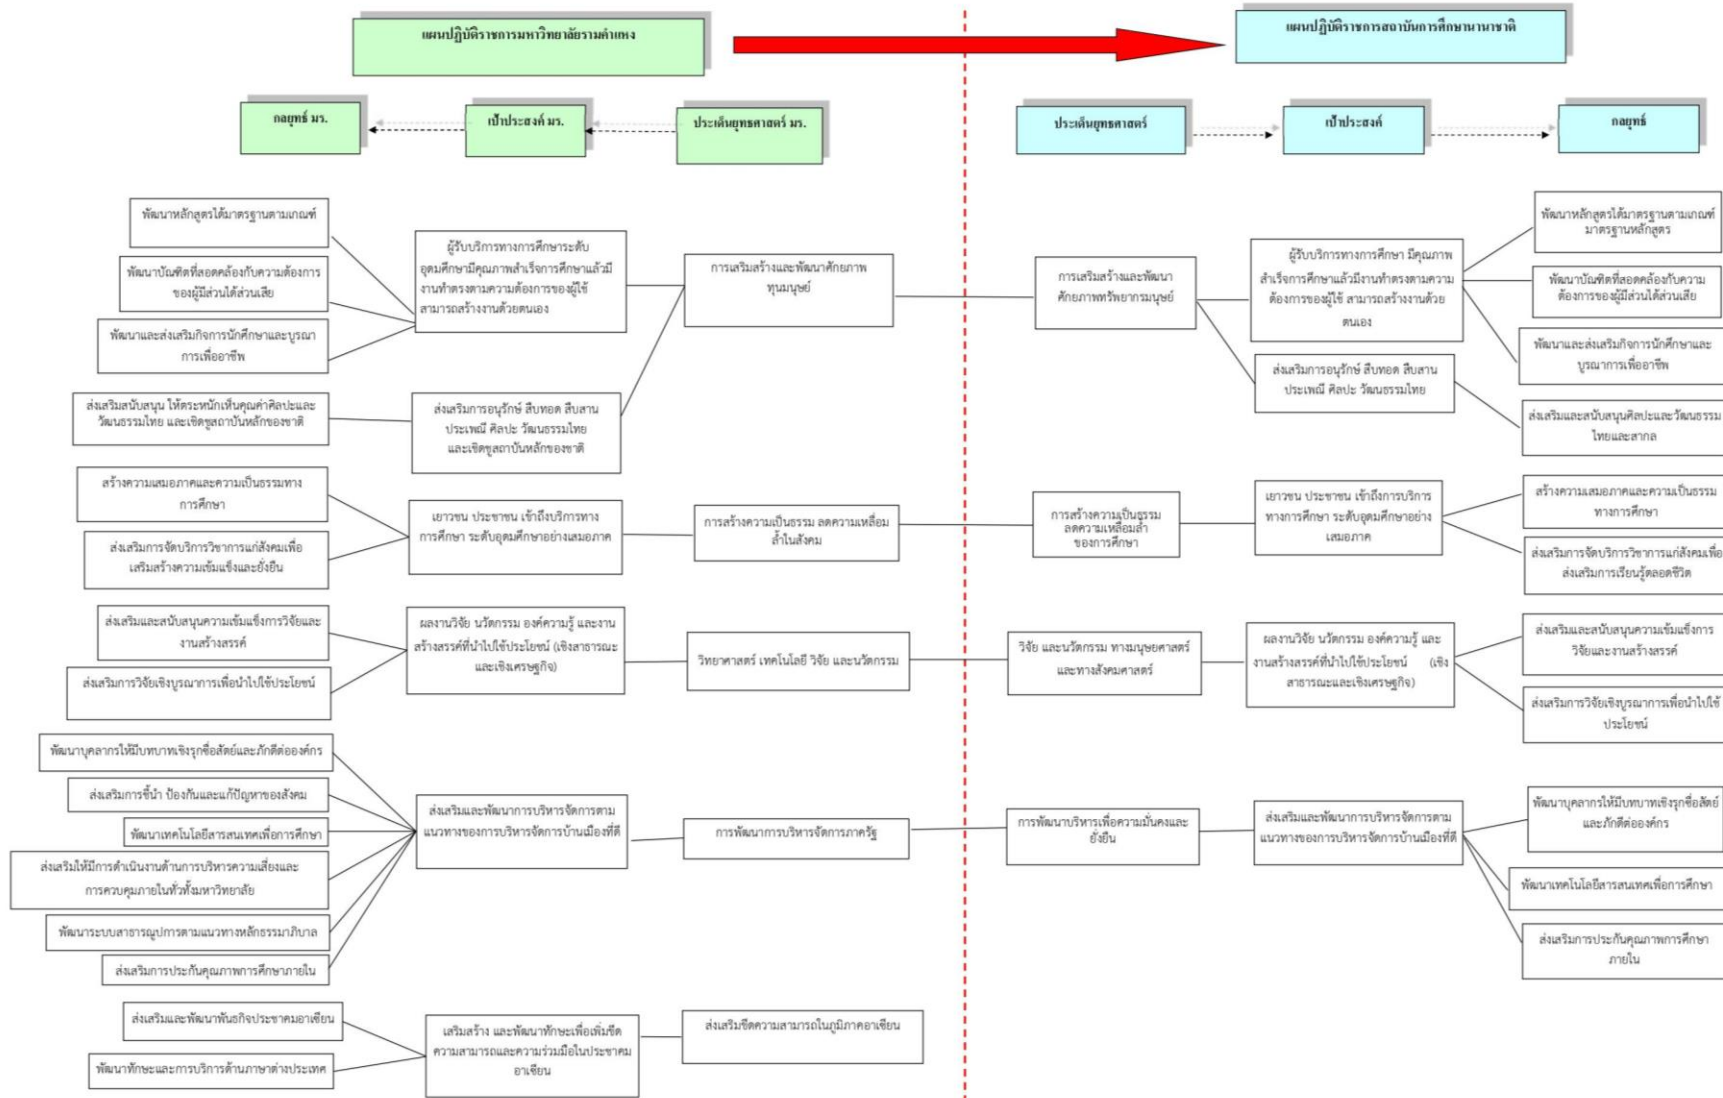 แผนปฏิบัติราชการมหาวิทยาลัยรามคำแหง
แผนปฏิบัติราชการสถาบันการศึกษานานาชาติ
กลยุทธ์ มร.
เป้าประสงค์ มร.
ประเด็นยุทธศาสตร์ มร.
ประเด็นยุทธศาสตร์
เป้าประสงค์
กลยุทธ์
พัฒนาหลักสูตรได้มาตรฐานตามเกณฑ์
พัฒนาบัณฑิตที่สอดคล้องกับความต้องการ
ของผู้มีส่วนได้ส่วนเสีย
พัฒนาและส่งเสริมกิจการนักศึกษาและบูรณา
การเพื่ออาชีพ
ผู้รับบริการทางการศึกษาระดับ
อุดมศึกษามีคุณภาพสำเร็จการศึกษาแล้วมี
งานทำตรงตามความต้องการของผู้ใช้
สามารถสร้างงานด้วยตนเอง
การเสริมสร้างและพัฒนาศักยภาพ
ทุนมนุษย์
การเสริมสร้างและพัฒนา
ศักยภาพทรัพยากรมนุษย์
ผู้รับบริการทางการศึกษา มีคุณภาพ
สำเร็จการศึกษาแล้วมีงานทำตรงตามความ
ต้องการของผู้ใช้ สามารถสร้างงานด้วย
ตนเอง
พัฒนาหลักสูตรได้มาตรฐานตามเกณฑ์
มาตรฐานหลักสูตร
พัฒนาบัณฑิตที่สอดคล้องกับความ
ต้องการของผู้มีส่วนได้ส่วนเสีย
พัฒนาและส่งเสริมกิจการนักศึกษาและ
บูรณาการเพื่ออาชีพ
ส่งเสริมสนับสนุน ให้ตระหนักเห็นคุณค่าศิลปะและ
วัฒนธรรมไทย และเชิดชูสถาบันหลักของชาติ
ส่งเสริมการอนุรักษ์ สืบทอด สืบสาน
ประเพณี ศิลปะ วัฒนธรรมไทย
และเชิดชูสถาบันหลักของชาติ
ส่งเสริมการอนุรักษ์ สืบทอด สืบสาน
ประเพณี ศิลปะ วัฒนธรรมไทย
ส่งเสริมและสนับสนุนศิลปะและวัฒนธรรม
ไทยและสากล
สร้างความเสมอภาคและความเป็นธรรมทาง
การศึกษา
ส่งเสริมการจัดบริการวิชาการแก่สังคมเพื่อ
เสริมสร้างความเข้มแข็งและยั่งยืน
เยาวชน ประชาชน เข้าถึงบริการทาง
การศึกษา ระดับอุดมศึกษาอย่างเสมอภาค
การสร้างความเป็นธรรม ลดความเหลื่อม
ล้ำในสังคม
การสร้างความเป็นธรรม
ลดความเหลื่อมล้ำ
ของการศึกษา
เยาวชน ประชาชน เข้าถึงการบริการ
ทางการศึกษา ระดับอุดมศึกษาอย่าง
เสมอภาค
สร้างความเสมอภาคและความเป็นธรรม
ทางการศึกษา
ส่งเสริมการจัดบริการวิชาการแก่สังคมเพื่อ
ส่งเสริมการเรียนรู้ตลอดชีวิต
ส่งเสริมและสนับสนุนความเข้มแข็งการวิจัยและ
งานสร้างสรรค์
ส่งเสริมการวิจัยเชิงบูรณาการเพื่อนำไปใช้ประโยชน์
ผลงานวิจัย นวัตกรรม องค์ความรู้ และงาน
สร้างสรรค์ที่นำไปใช้ประโยชน์ (เชิงสาธารณะ
และเชิงเศรษฐกิจ)
วิทยาศาสตร์ เทคโนโลยี วิจัย และนวัตกรรม
วิจัย และนวัตกรรม ทางมนุษยศาสตร์
และทางสังคมศาสตร์
ผลงานวิจัย นวัตกรรม องค์ความรู้ และ
งานสร้างสรรค์ที่นำไปใช้ประโยชน์ (เชิง
สาธารณะและเชิงเศรษฐกิจ)
ส่งเสริมและสนับสนุนความเข้มแข็งการ
วิจัยและงานสร้างสรรค์
ส่งเสริมการวิจัยเชิงบูรณาการเพื่อนำไปใช้
ประโยชน์
พัฒนาบุคลากรให้มีบทบาทเชิงรุกซื่อสัตย์และภักดีต่อองค์กร
ส่งเสริมการชี้นำ ป้องกันและแก้ปัญหาของสังคม
พัฒนาเทคโนโลยีสารสนเทศเพื่อการศึกษา
ส่งเสริมให้มีการดำเนินงานด้านการบริหารความเสี่ยงและ
การควบคุมภายในทั่วทั้งมหาวิทยาลัย
พัฒนาระบบสาธารณูปการตามแนวทางหลักธรรมาภิบาล
ส่งเสริมการประกันคุณภาพการศึกษาภายใน
ส่งเสริมและพัฒนาการบริหารจัดการตาม
แนวทางของการบริหารจัดการบ้านเมืองที่ดี
การพัฒนาการบริหารจัดการภาครัฐ
การพัฒนาบริหารเพื่อความมั่นคงและ
ยั่งยืน
ส่งเสริมและพัฒนาการบริหารจัดการตาม
แนวทางของการบริหารจัดการบ้านเมืองที่ดี
พัฒนาบุคลากรให้มีบทบาทเชิงรุกซื่อสัตย์
และภักดีต่อองค์กร
พัฒนาเทคโนโลยีสารสนเทศเพื่อการศึกษา
ส่งเสริมการประกันคุณภาพการศึกษา
ภายใน
ส่งเสริมและพัฒนาพันธกิจประชาคมอาเซียน
พัฒนาทักษะและการบริการด้านภาษาต่างประเทศ
เสริมสร้าง และพัฒนาทักษะเพื่อเพิ่มขีด
ความสามารถและความร่วมมือในประชาคม
อาเซียน
ส่งเสริมขีดความสามารถในภูมิภาคอาเซียน